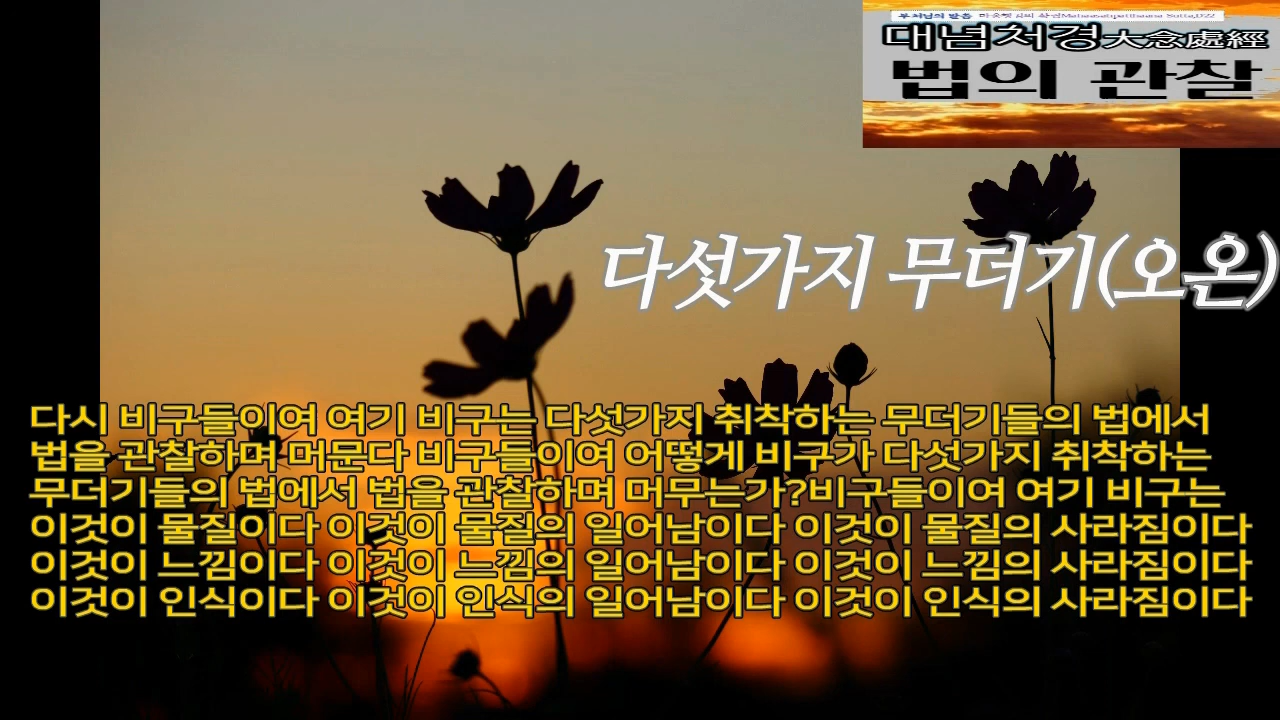 부처님의 말씀
대념처경大念處經
법의 관찰
다섯가지 무더기(오온)
다시 비구들이여 여기 비구는 다섯가지 취착하는 무더기들의 법에서
법을 관찰하며 머문다 비구들이여 어떻게 비구가 다섯가지 취착하는
무더기들의 법에서 법을 관찰하며 머무는가?비구들이여 여기 비구는
이것이 물질이다 이것이 물질의 일어남이다 이것이 물질의 사라짐이다
이것이 느낌이다 이것이 느낌의 일어남이다 이것이 느낌의 사라짐이다
이것이 인식이다 이것이 인식의 일어남이다 이것이 인식의 사라짐이다